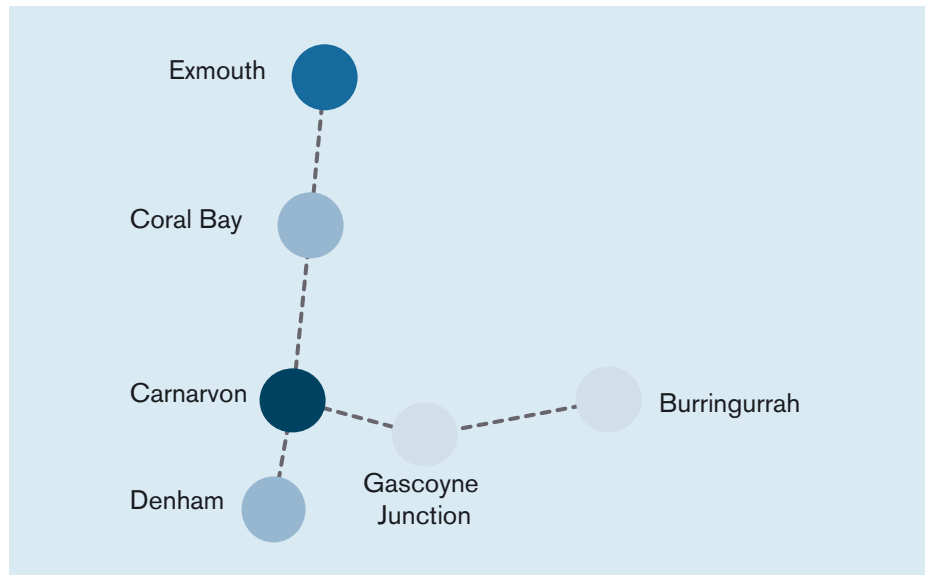 Exmouth
Coral Bay
Carnarvon
Burringurrah
Gascoyne
Junction
Denham